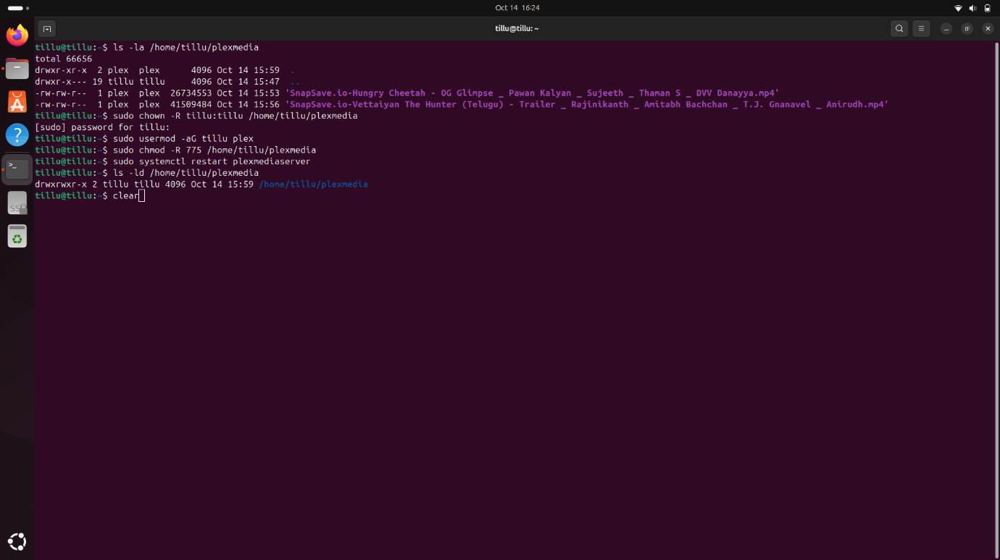 Oct 14 16:24
tillu@tillu: ~
tillu@tillu:~$ ls -la /home/tillu/plexmedia
total 66656
drwxr-xr-x  2 plex  plex      4096 Oct 14 15:59  .
drwxr-x--- 19 tillu tillu     4096 Oct 14 15:47  ..
-rw-rw-r--  1 plex  plex  26734553 Oct 14 15:53 'SnapSave.io-Hungry Cheetah - OG Glimpse _ Pawan Kalyan _ Sujeeth _ Thaman S _ DVV Danayya.mp4'
-rw-rw-r--  1 plex  plex  41509484 Oct 14 15:56 'SnapSave.io-Vettaiyan The Hunter (Telugu) - Trailer _ Rajinikanth _ Amitabh Bachchan _ T.J. Gnanavel _ Anirudh.mp4'
tillu@tillu:~$ sudo chown -R tillu:tillu /home/tillu/plexmedia
[sudo] password for tillu:
tillu@tillu:~$ sudo usermod -aG tillu plex
tillu@tillu:~$ sudo chmod -R 775 /home/tillu/plexmedia
tillu@tillu:~$ sudo systemctl restart plexmediaserver
tillu@tillu:~$ ls -ld /home/tillu/plexmedia
drwxrwxr-x 2 tillu tillu 4096 Oct 14 15:59 /home/tillu/plexmedia
tillu@tillu:~$ clear